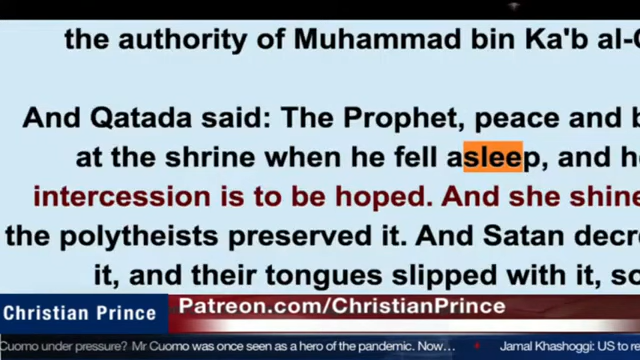 the authority of Muhammad bin Ka'b al-
And Qatada said: The Prophet, peace and
at the shrine when he fell asleep, and
intercession is to be hoped. And she shine
the polytheists preserved it. And Satan decr
it, and their tongues slipped with it, so
Christian Prince
Patreon.com/ChristianPrince
Cuomo under pressure? Mr Cuomo was once seen as a hero of the pandemic. Now… Jamal Khashoggi: US to re